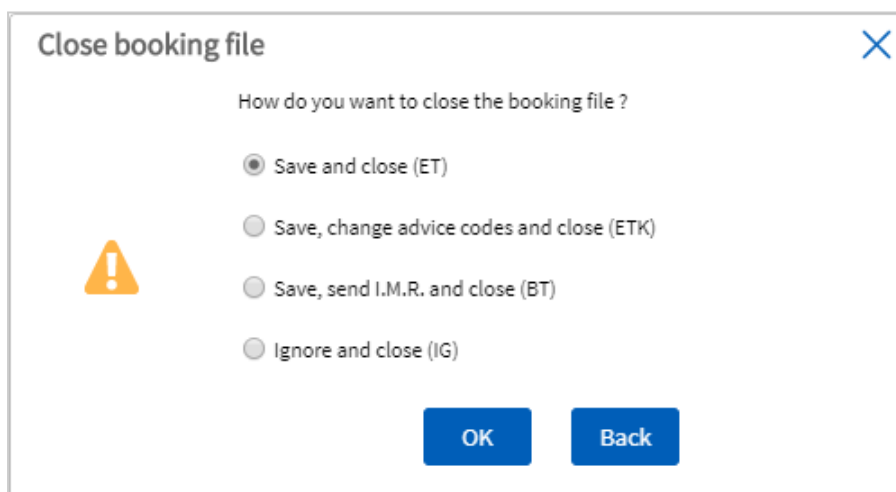 Close booking file
How do you want to close the booking file ?
Save and close (ET)
Save, change advice codes and close (ETK)
Save, send I.M.R. and close (BT)
Ignore and close (IG)
OK
Back